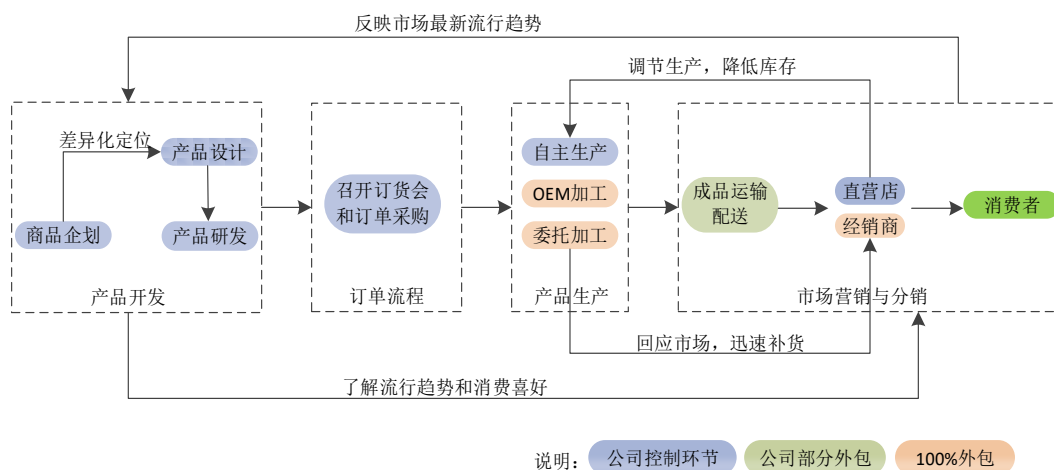 反映市场最新流行趋势
调节生产，降低库存
差异化定位
产品设计
商品企划
产品研发
产品开发
召开订货会
和订单采购
订单流程
自主生产
OEM加工
委托加工
产品生产
成品运输
配送
直营店
经销商
消费者
市场营销与分销
回应市场，迅速补货
了解流行趋势和消费喜好
说明：
公司控制环节
公司部分外包
100%外包